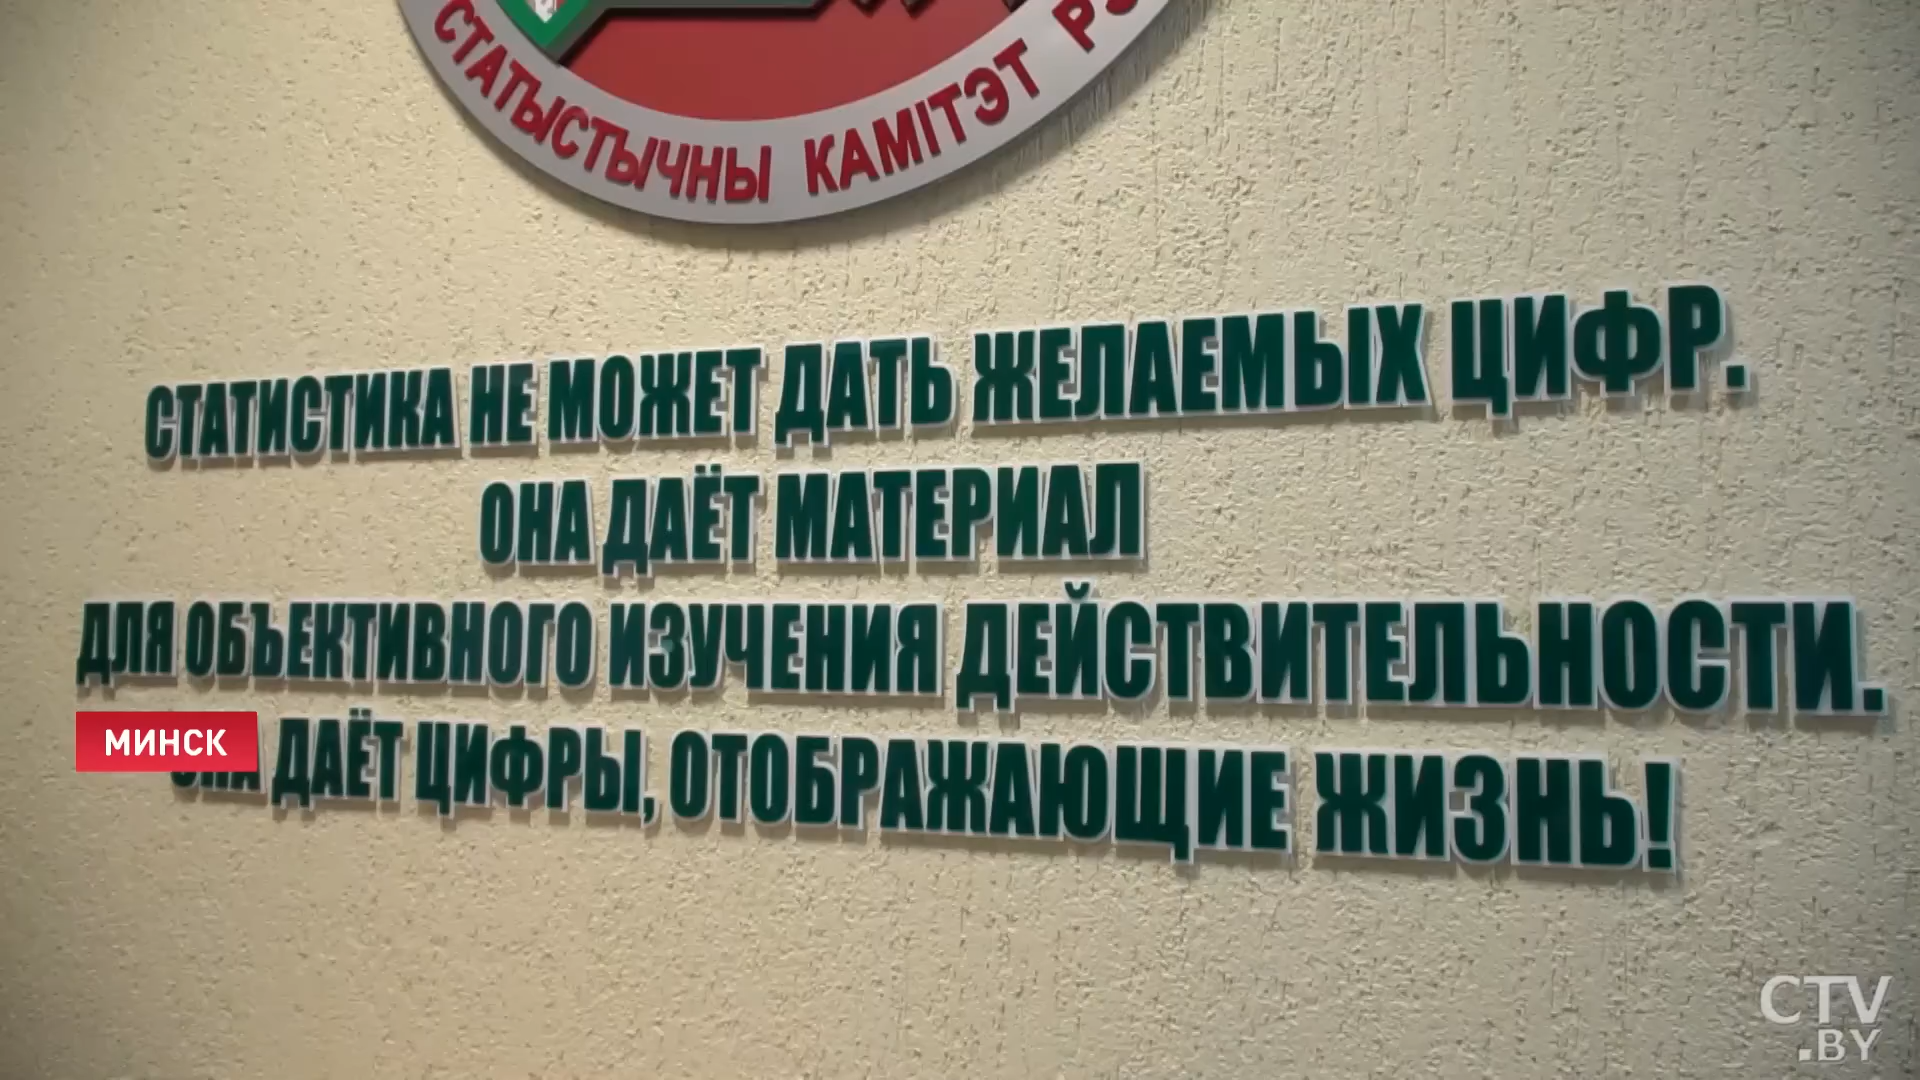 СТАТЫСТЫЧНЫ КАМІТЭТ
СТАТИСТИКА НЕ МОЖЕТ ДАТЬ ЖЕЛАЕМЫХ ЦИФР.
ОНА ДАЁТ МАТЕРИАЛ
ДЛЯ ОБЪЕКТИВНОГО ИЗУЧЕНИЯ ДЕЙСТВИТЕЛЬНОСТИ.
ОНА ДАЁТ ЦИФРЫ, ОТОБРАЖАЮЩИЕ ЖИЗНЬ!
МИНСК
CTV
.BY